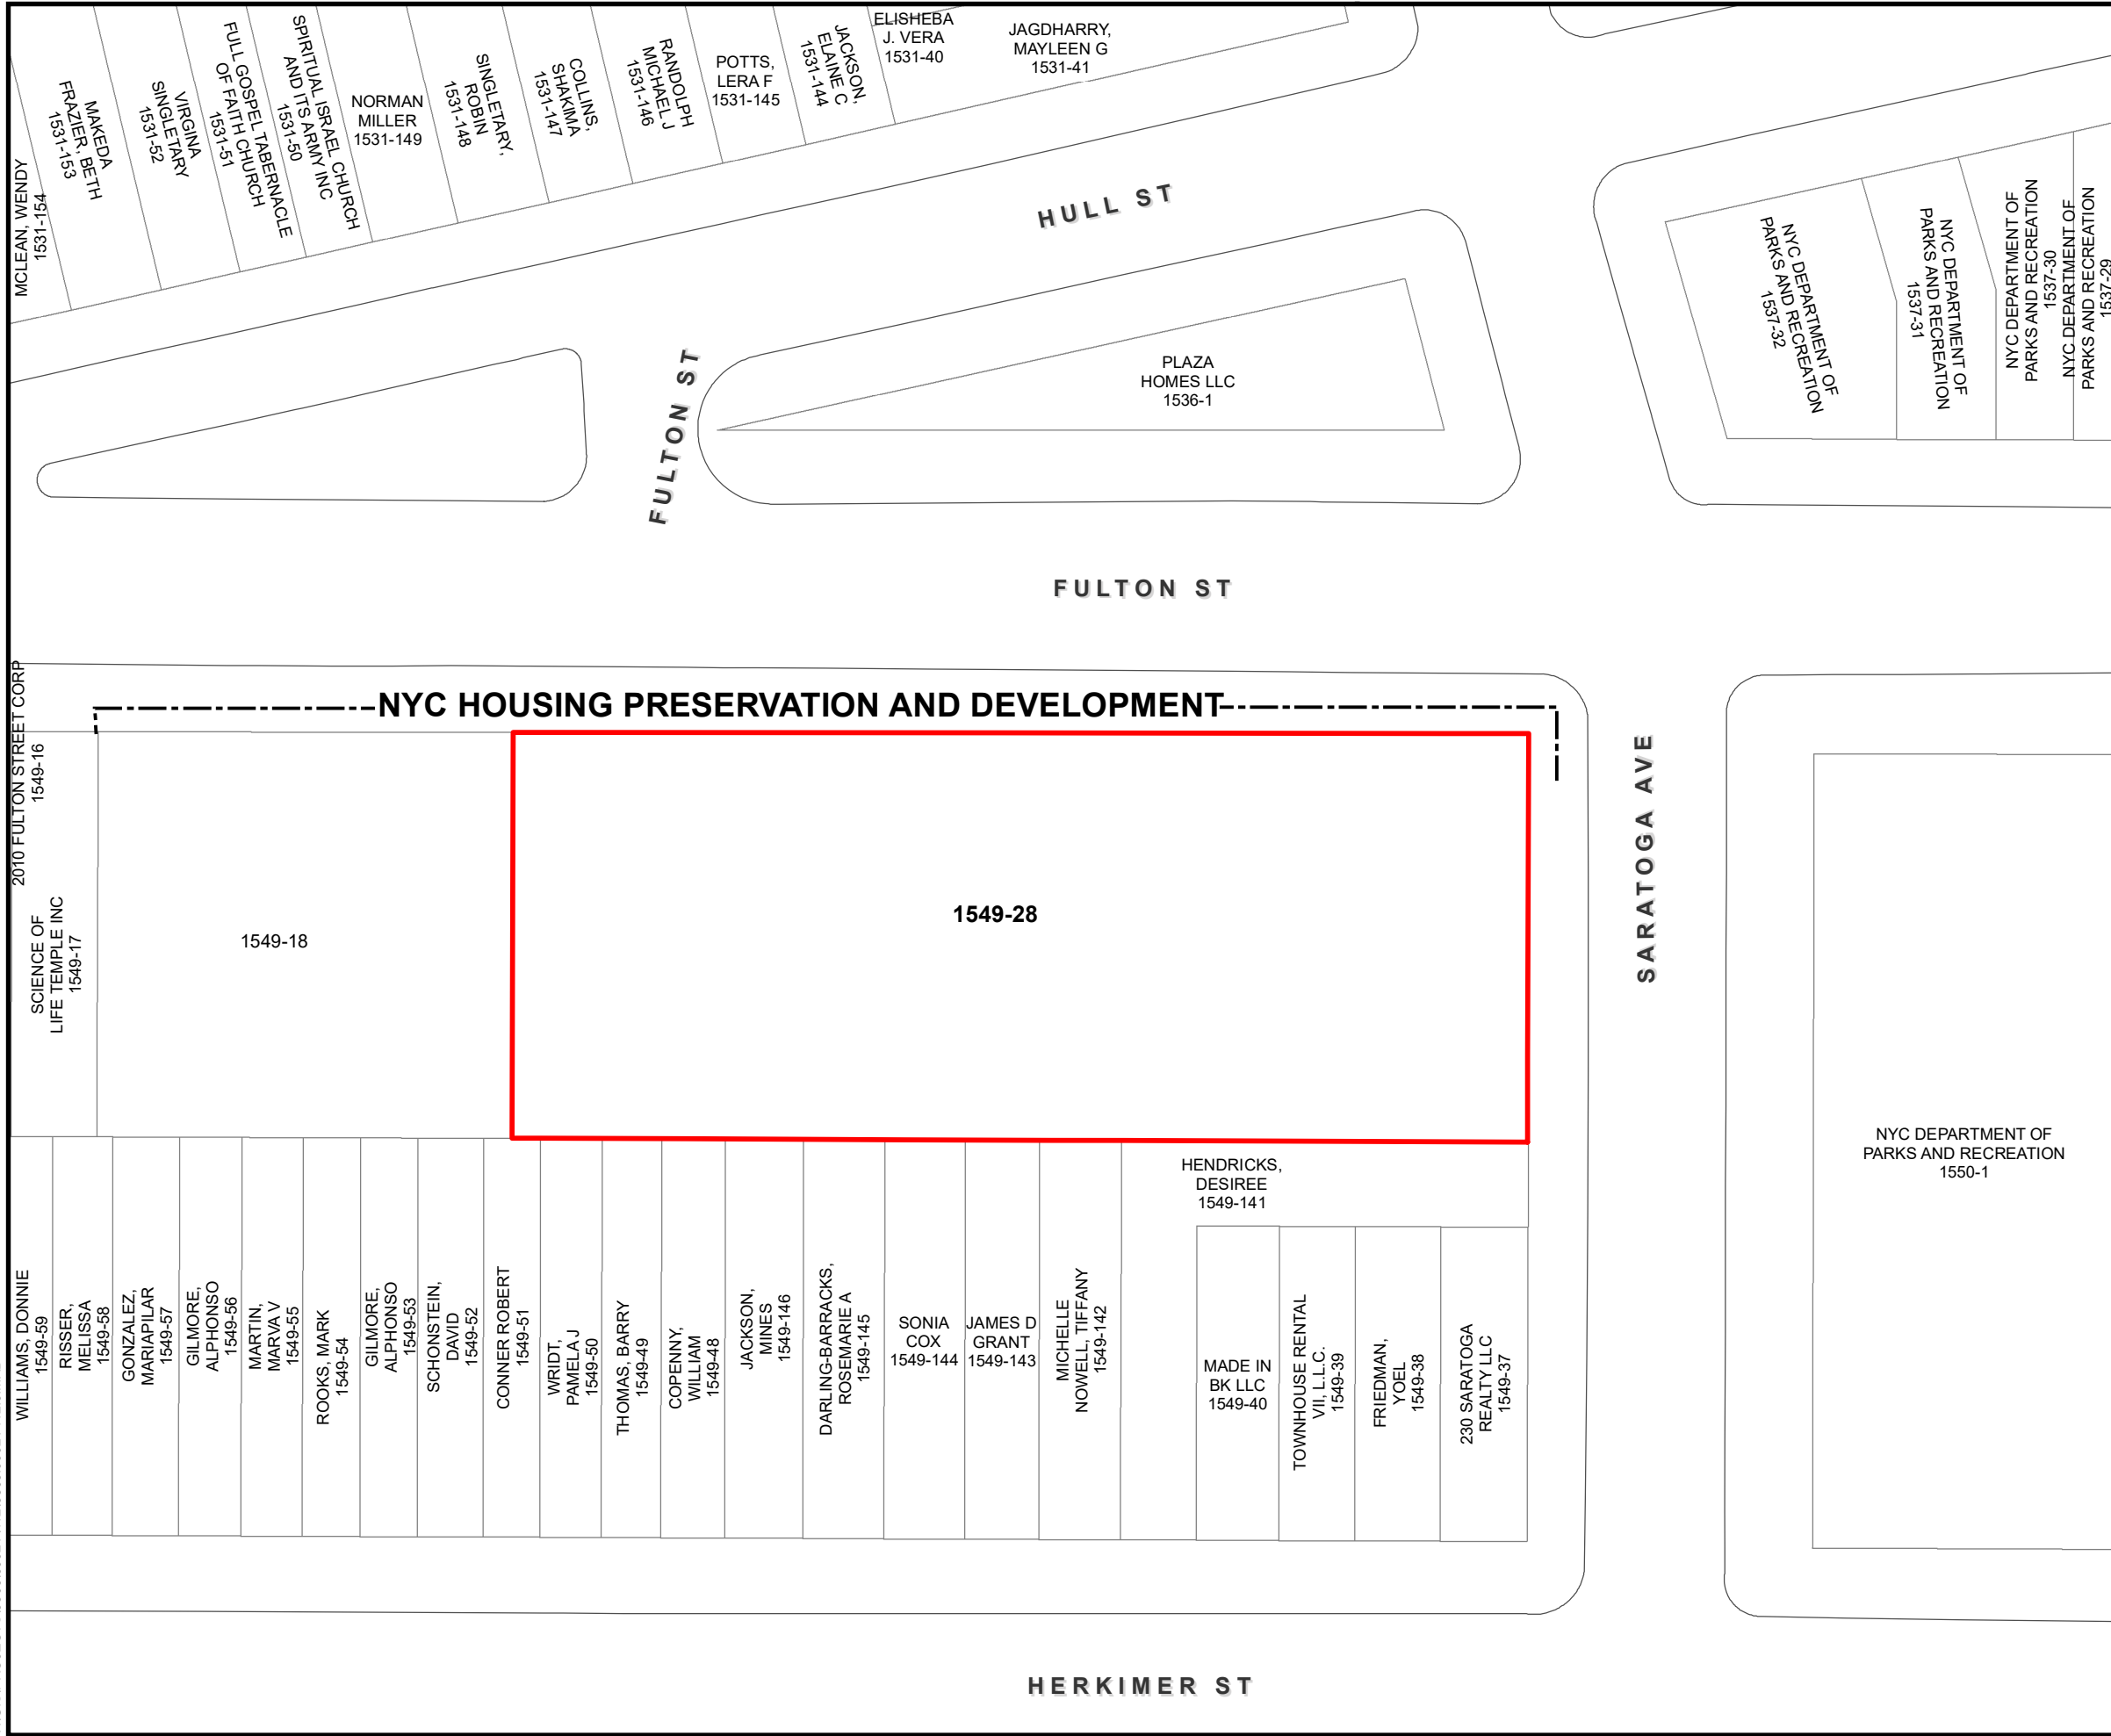 MCLEAN, WENDY
1531-154
MAKEDA
FRAZIER, BETH
1531-153
VIRGINA
SINGLETARY
1531-52
FULL GOSPEL TABERNACLE
OF FAITH CHURCH
1531-51
SPIRITUAL ISRAEL CHURCH
AND ITS ARMY INC
1531-50
NORMAN
MILLER
1531-149
SINGLETARY,
ROBIN
1531-148
COLLINS,
SHAKIMA
1531-147
RANDOLPH
MICHAEL J
1531-146
POTTS,
LERA F
1531-145
JACKSON,
ELAINE C
1531-144
ELISHEBA
J. VERA
1531-40
JAGDHARRY,
MAYLEEN G
1531-41
HULL ST
NYC DEPARTMENT OF
PARKS AND RECREATION
1537-32
NYC DEPARTMENT OF
PARKS AND RECREATION
1537-31
NYC DEPARTMENT OF
PARKS AND RECREATION
1537-30
NYC DEPARTMENT OF
PARKS AND RECREATION
1537-29
PLAZA
HOMES LLC
1536-1
FULTON ST
FULTON ST
NYC HOUSING PRESERVATION AND DEVELOPMENT
2010 FULTON STREET CORP
1549-16
SCIENCE OF
LIFE TEMPLE INC
1549-17
1549-18
1549-28
SARATOGA AVE
NYC DEPARTMENT OF
PARKS AND RECREATION
1550-1
HENDRICKS,
DESIREE
1549-141
WILLIAMS, DONNIE
1549-59
RISSER,
MELISSA
1549-58
GONZALEZ,
MARIAPILAR
1549-57
GILMORE,
ALPHONSO
1549-56
MARTIN,
MARVA V
1549-55
ROOKS, MARK
1549-54
GILMORE,
ALPHONSO
1549-53
SCHONSTEIN,
DAVID
1549-52
CONNER ROBERT
1549-51
WRIDT,
PAMELA J
1549-50
THOMAS, BARRY
1549-49
COPENNY,
WILLIAM
1549-48
JACKSON,
MINES
1549-146
DARLING-BARRACKS,
ROSEMARIE A
1549-145
SONIA
COX
1549-144
JAMES D
GRANT
1549-143
MICHELLE
NOWELL, TIFFANY
1549-142
MADE IN
BK LLC
1549-40
TOWNHOUSE RENTAL
VII, L.L.C.
1549-39
FRIEDMAN,
YOEL
1549-38
230 SARATOGA
REALTY LLC
1549-37
HERKIMER ST